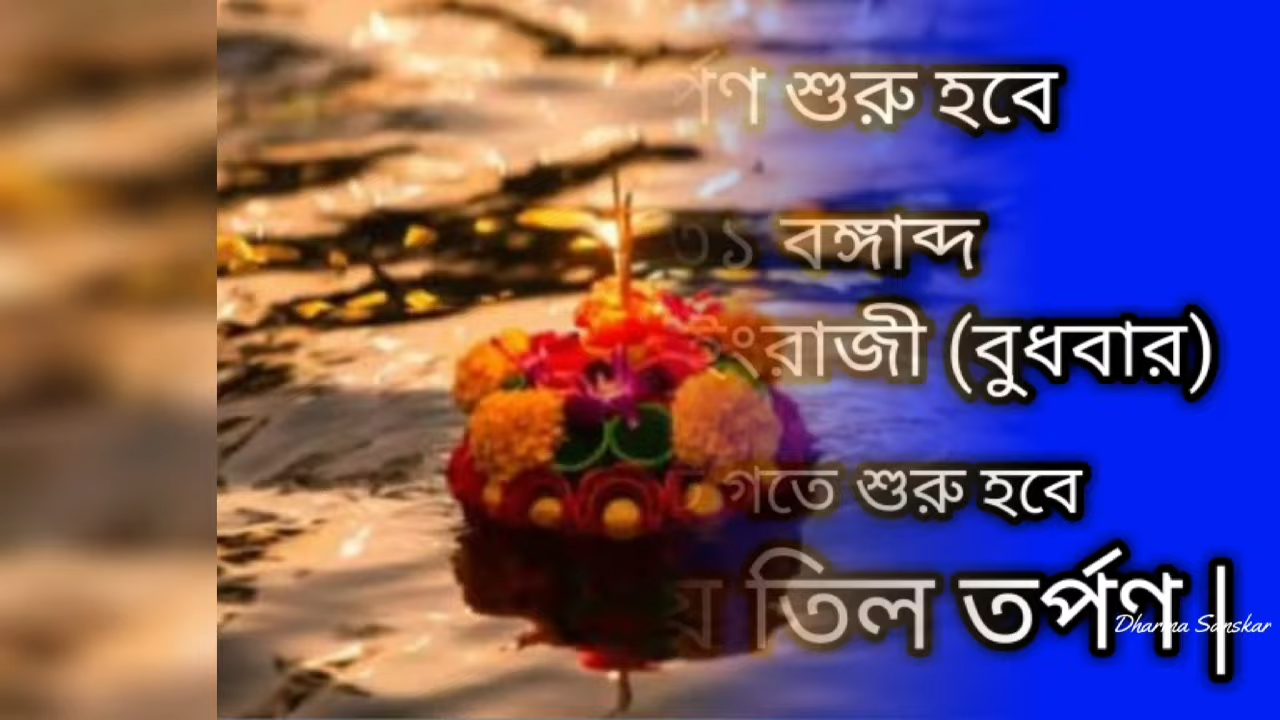 শুরু হবে
বঙ্গাব্দ
(বুধবার)
শুরু হবে
তিল তর্পণ |
Dharma Sanskar